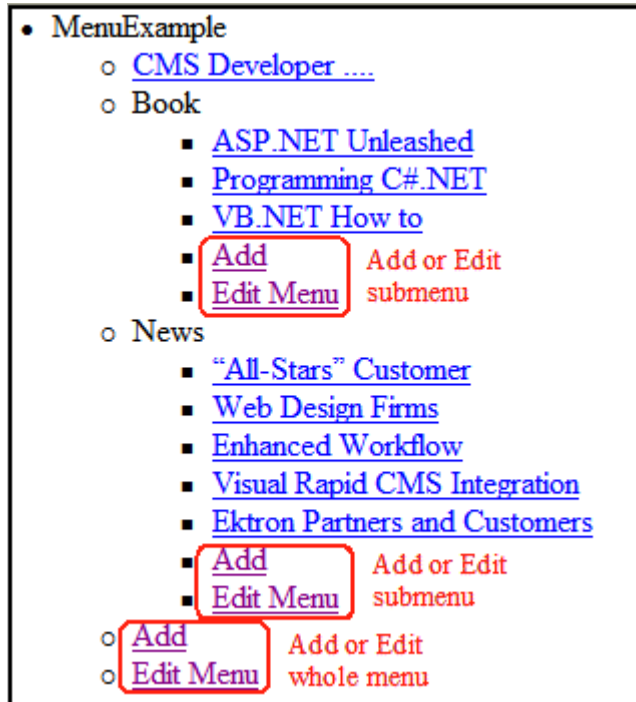 MenuExample
CMS Developer ....
Book
ASP.NET Unleashed
Programming C#.NET
VB.NET How to
Add
Edit Menu
Add or Edit
submenu
News
“All-Stars” Customer
Web Design Firms
Enhanced Workflow
Visual Rapid CMS Integration
Ektron Partners and Customers
Add
Edit Menu
Add or Edit
submenu
Add
Edit Menu
Add or Edit
whole menu